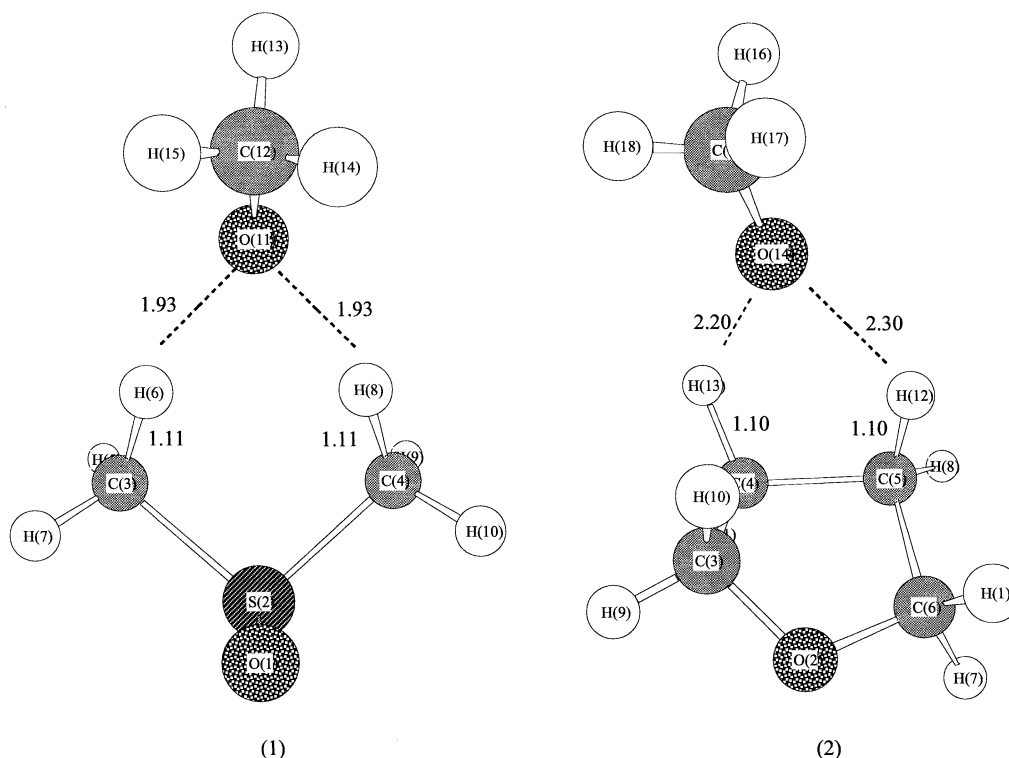 H(13)
H(15)
C(12)
H(14)
O(11)
1.93
1.93
H(6)
H(8)
1.11
1.11
C(3)
C(4)
H(7)
H(10)
S(2)
O(1)
(1)
H(16)
H(17)
H(18)
O(14)
2.20
2.30
H(13)
H(12)
1.10
1.10
C(4)
C(5)
H(8)
H(10)
C(3)
H(9)
C(6)
H(1)
O(2)
H(7)
(2)